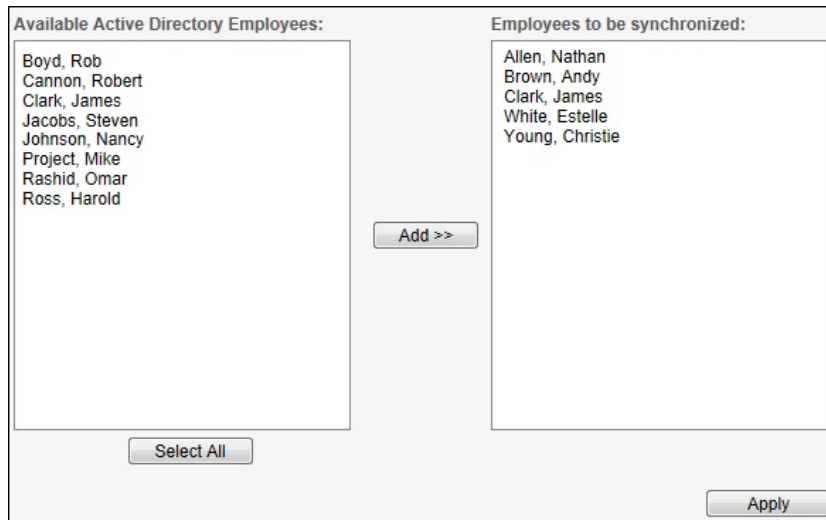 Available Active Directory Employees:
Boyd, Rob
Cannon, Robert
Clark, James
Jacobs, Steven
Johnson, Nancy
Project, Mike
Rashid, Omar
Ross, Harold
Select All
Add >>
Employees to be synchronized:
Allen, Nathan
Brown, Andy
Clark, James
White, Estelle
Young, Christie
Apply